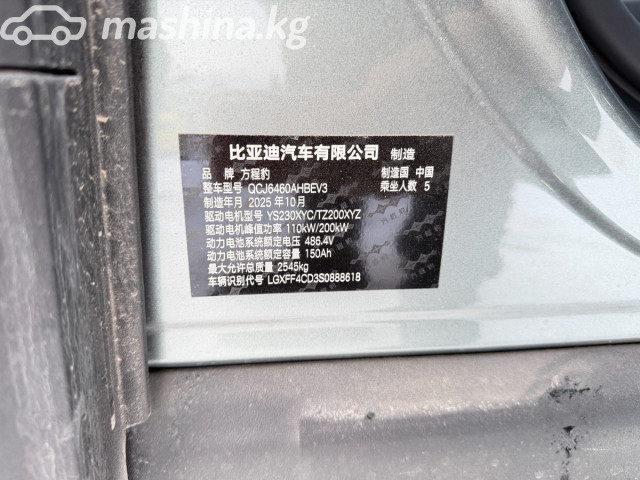 mashina.kg
比亚迪汽车有限公司 制造
品 牌 方程豹 制造国 中国
整车型号 QCJ6460AHBEV3 乘坐人数 5
制造年月 2025 年 10 月
驱动电机型号 YS230XYC/TZ200XYZ
驱动电机峰值功率 110kW/200kW
动力电池系统额定电压 486.4V
动力电池系统额定容量 150Ah
最大允许总质量 2545kg
车辆识别代号 LGXFF4CD3S0888618